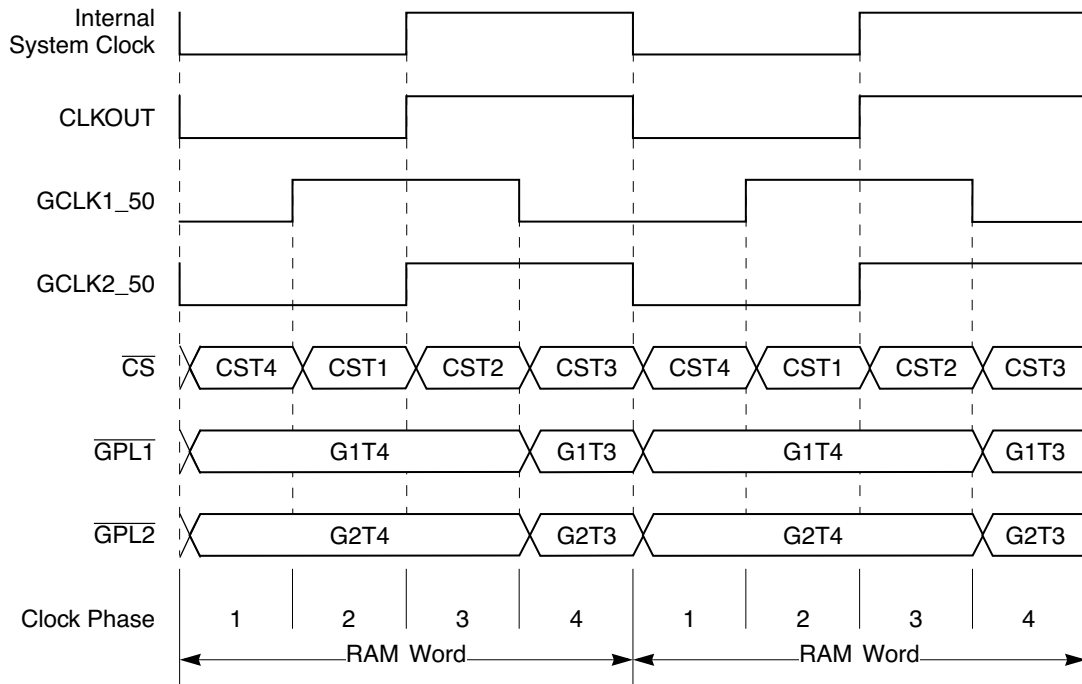 Internal
System Clock
CLKOUT
GCLK1_50
GCLK2_50
CS CST4 CST1 CST2 CST3 CST4 CST1 CST2 CST3
GPL1 G1T4 G1T3 G1T4 G1T3
GPL2 G2T4 G2T3 G2T4 G2T3
Clock Phase 1 2 3 4 1 2 3 4
RAM Word RAM Word